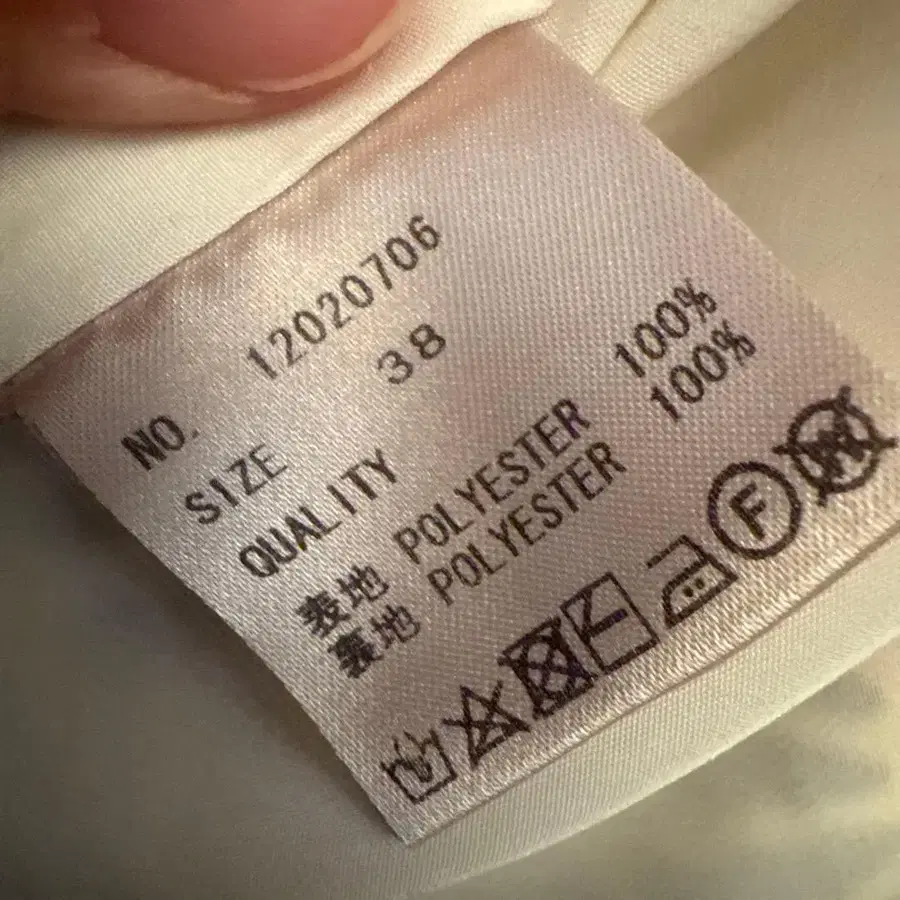 NO. 12020706
SIZE 38
QUALITY
表地 POLYESTER 100%
裏地 POLYESTER 100%
F
W